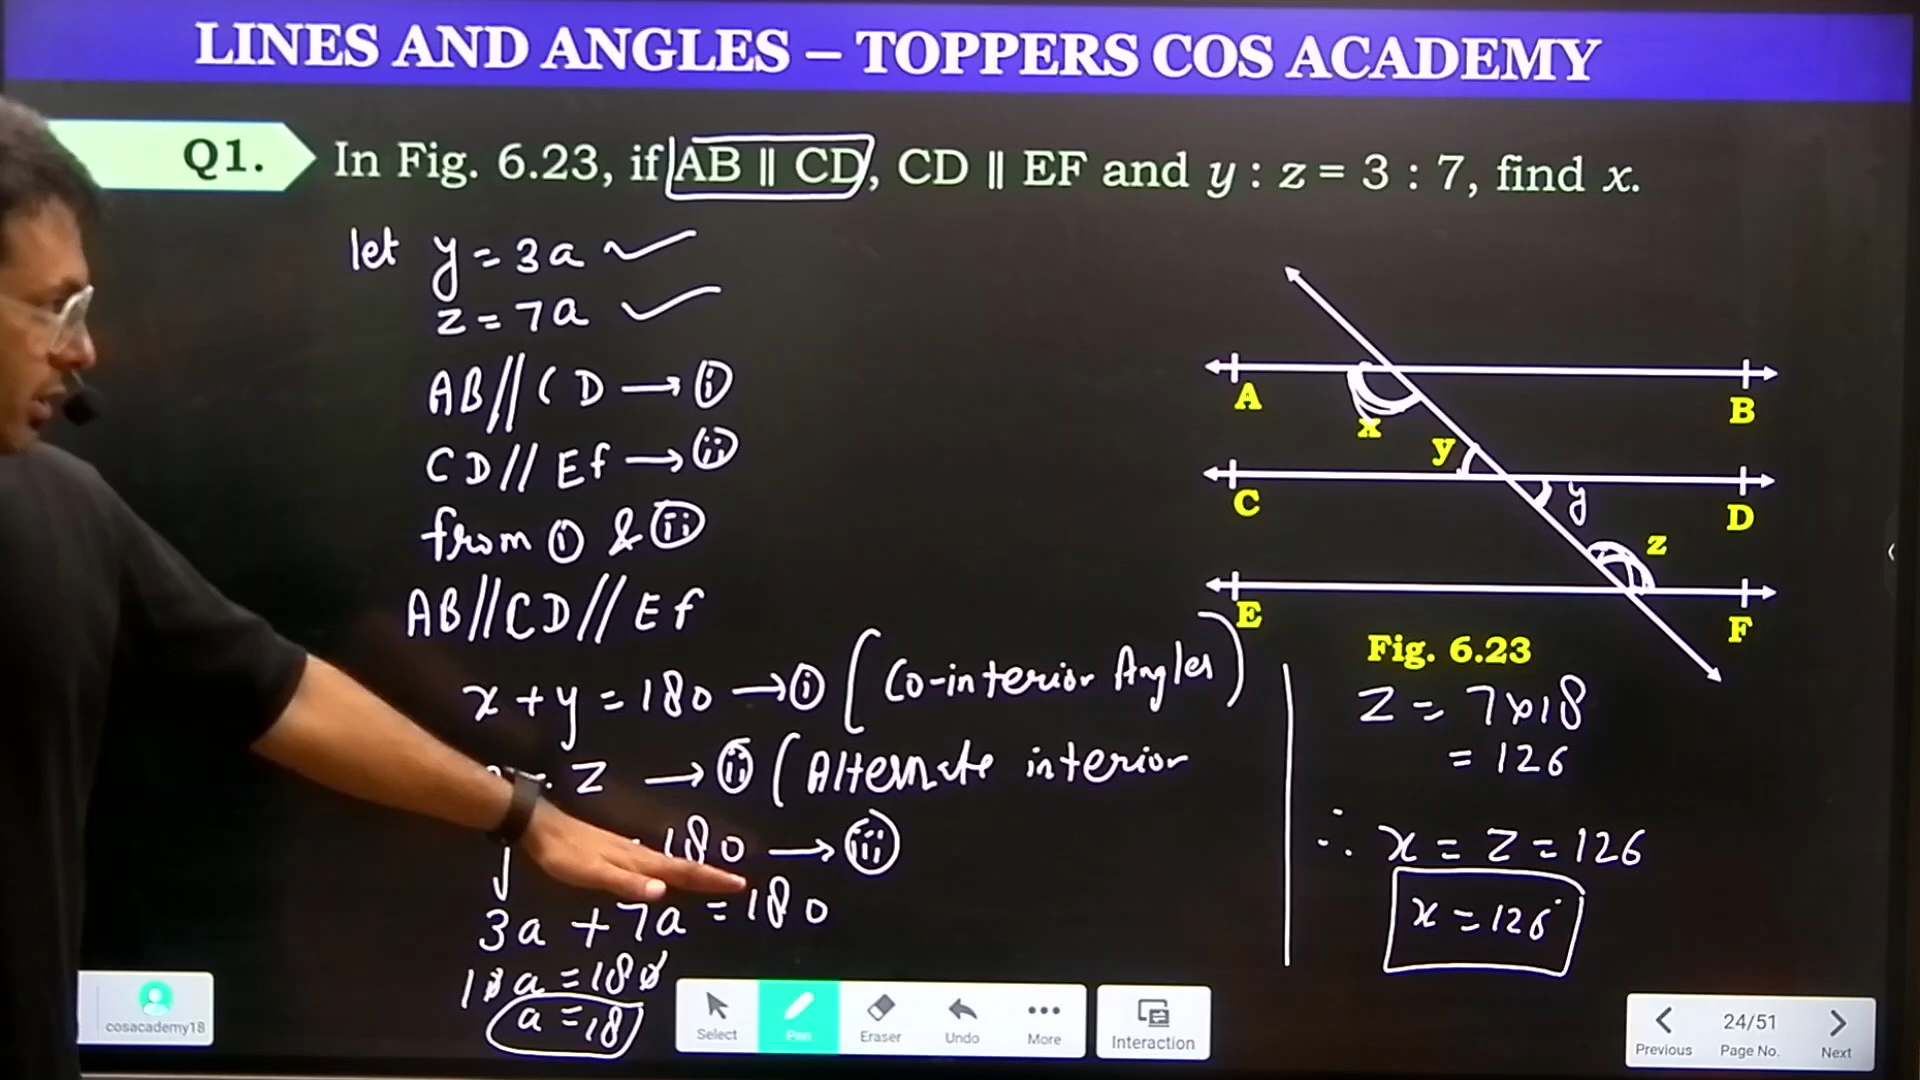 LINES AND ANGLES – TOPPERS COS ACADEMY
Q1. In Fig. 6.23, if AB ∥ CD, CD ∥ EF and y : z = 3 : 7, find x.
let y = 3a
z = 7a
AB // CD → (i)
CD // Ef → (ii)
from (i) & (ii)
AB // CD // Ef
x + y = 180 → (i) (Co-interior Angles)
z → (ii) (Alternate interior
180 → (iii)
3a + 7a = 180
10a = 180
a = 18
A
B
x
y
C
D
y
z
E
F
Fig. 6.23
z = 7×18
= 126
∴ x = z = 126
x = 126
cosacademy18
Select
Pen
Eraser
Undo
More
Interaction
Previous
24/51
Page No.
Next